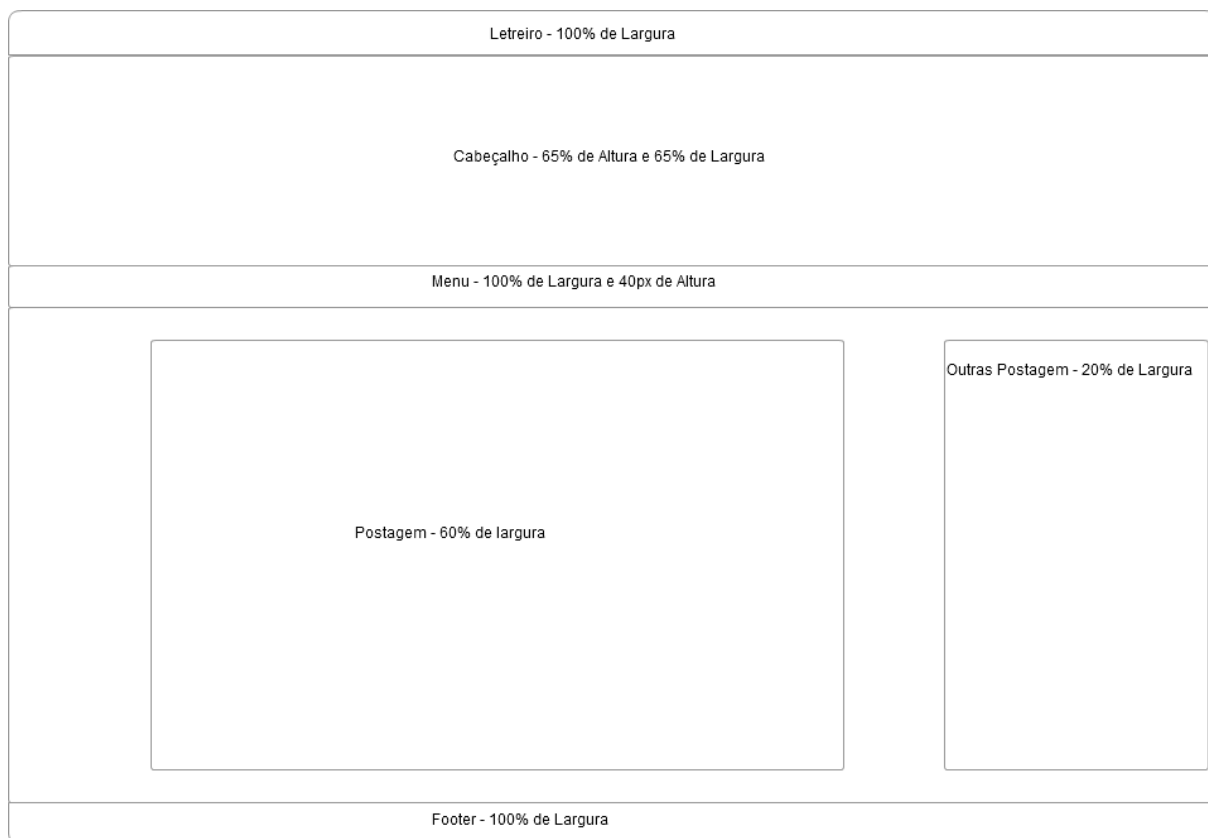 Letreiro - 100% de Largura
Cabeçalho - 65% de Altura e 65% de Largura
Menu - 100% de Largura e 40px de Altura
Outras Postagem - 20% de Largura
Postagem - 60% de largura
Footer - 100% de Largura